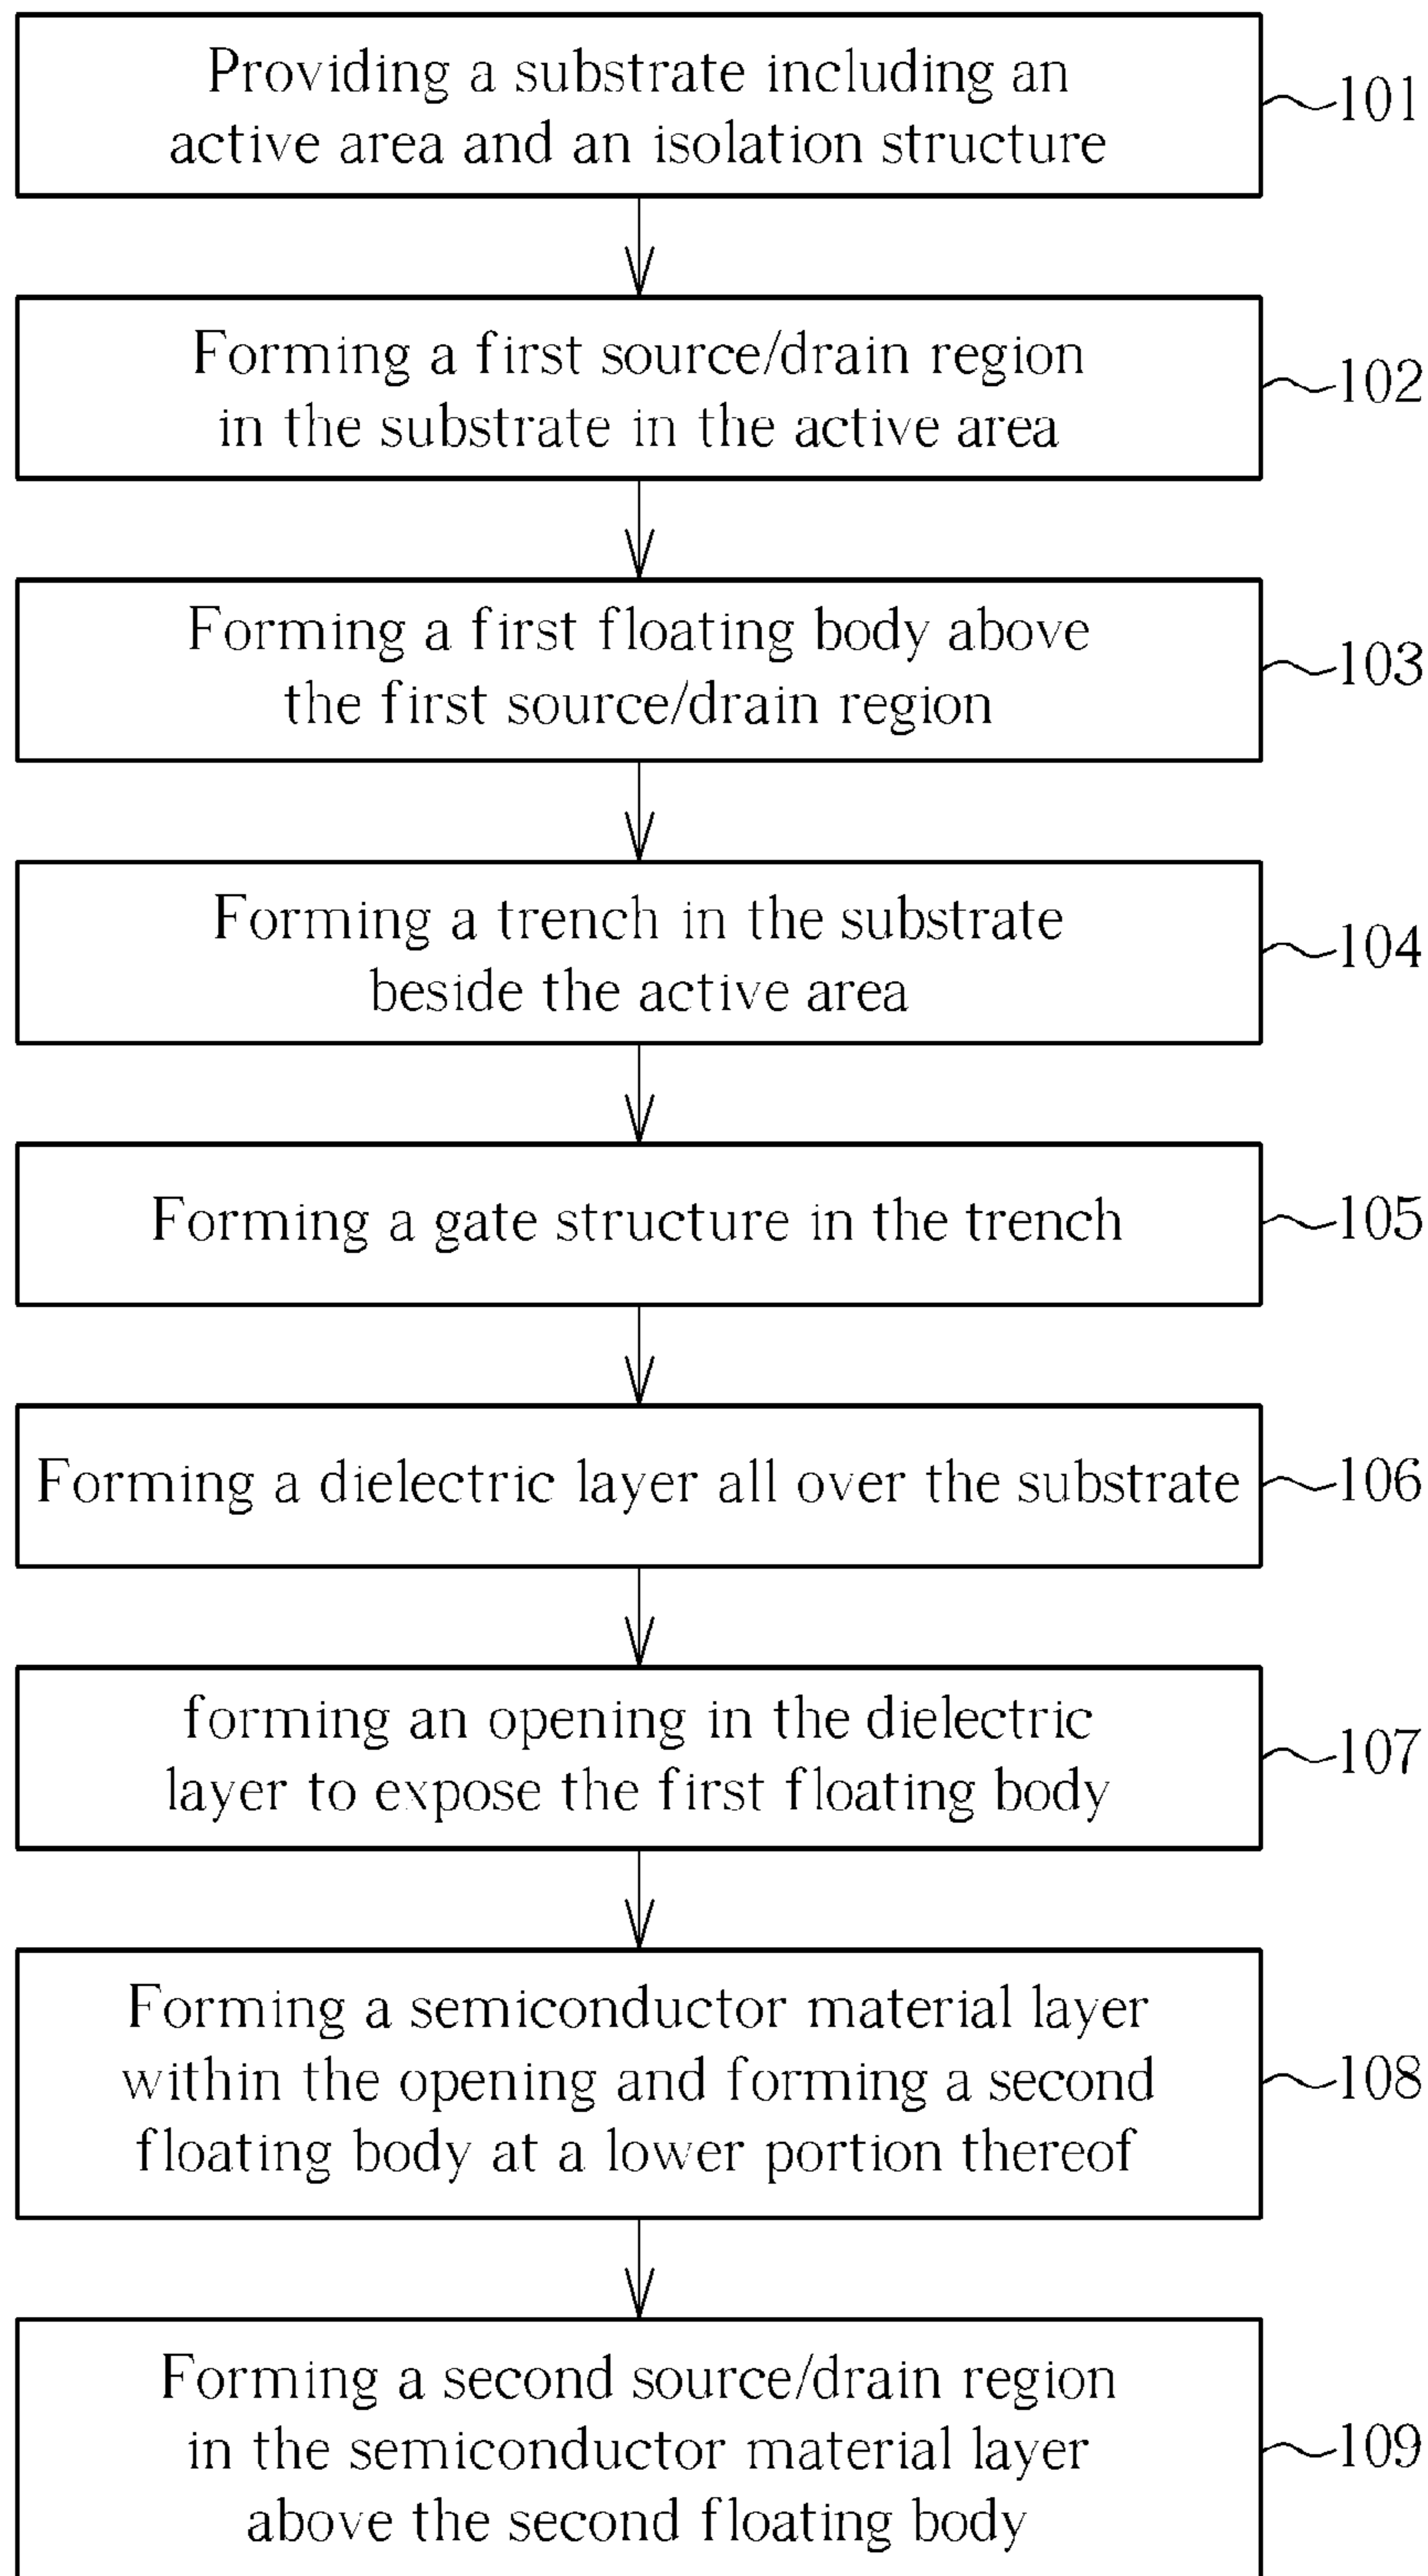 Providing a substrate including an
active area and an isolation structure
101
Forming a first source/drain region
in the substrate in the active area
102
Forming a first floating body above
the first source/drain region
103
Forming a trench in the substrate
beside the active area
104
Forming a gate structure in the trench
105
Forming a dielectric layer all over the substrate
106
forming an opening in the dielectric
layer to expose the first floating body
107
Forming a semiconductor material layer
within the opening and forming a second
floating body at a lower portion thereof
108
Forming a second source/drain region
in the semiconductor material layer
above the second floating body
109